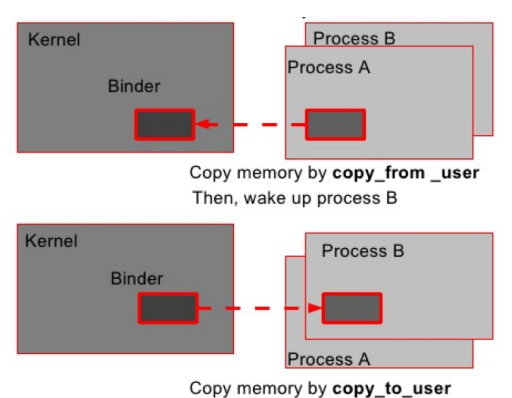 Kernel
Process B
Process A
Binder
Copy memory by copy_from _user
Then, wake up process B
Kernel
Process B
Binder
Process A
Copy memory by copy_to_user